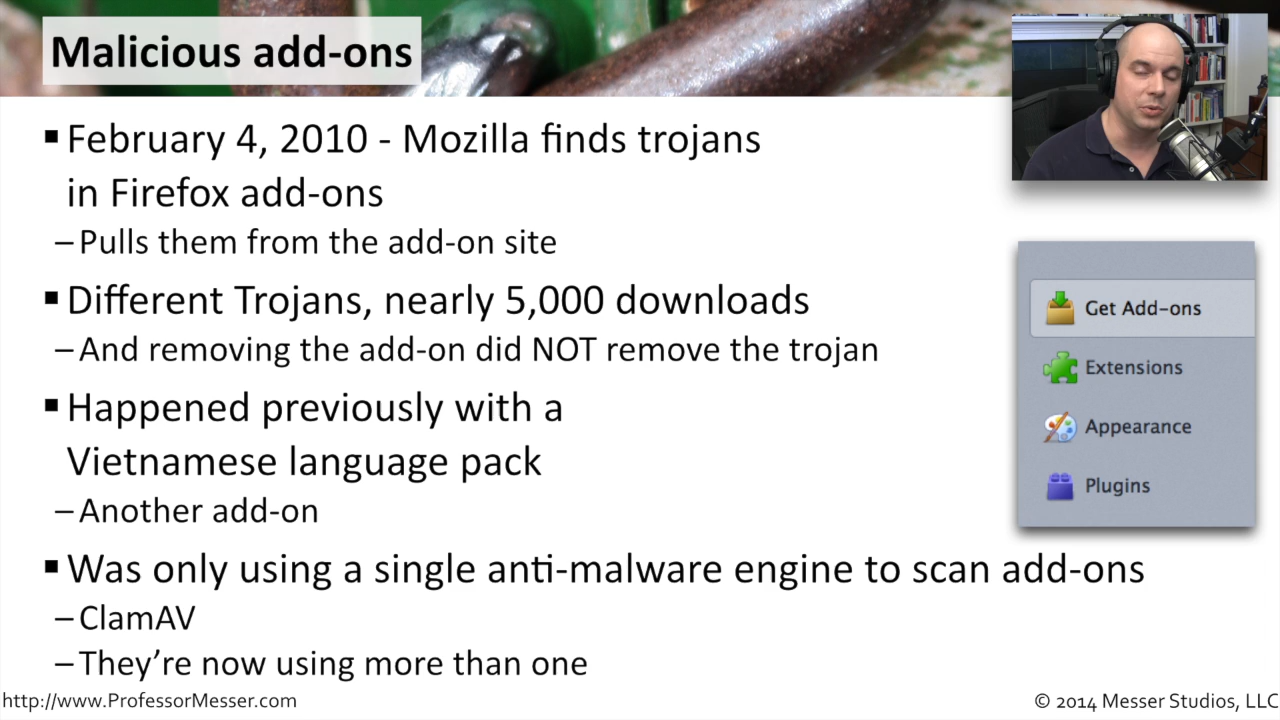 Malicious add-ons
▪ February 4, 2010 - Mozilla finds trojans
in Firefox add-ons
– Pulls them from the add-on site
▪ Different Trojans, nearly 5,000 downloads
– And removing the add-on did NOT remove the trojan
▪ Happened previously with a
Vietnamese language pack
– Another add-on
▪ Was only using a single anti-malware engine to scan add-ons
– ClamAV
– They’re now using more than one
Get Add-ons
Extensions
Appearance
Plugins
http://www.ProfessorMesser.com
© 2014 Messer Studios, LLC